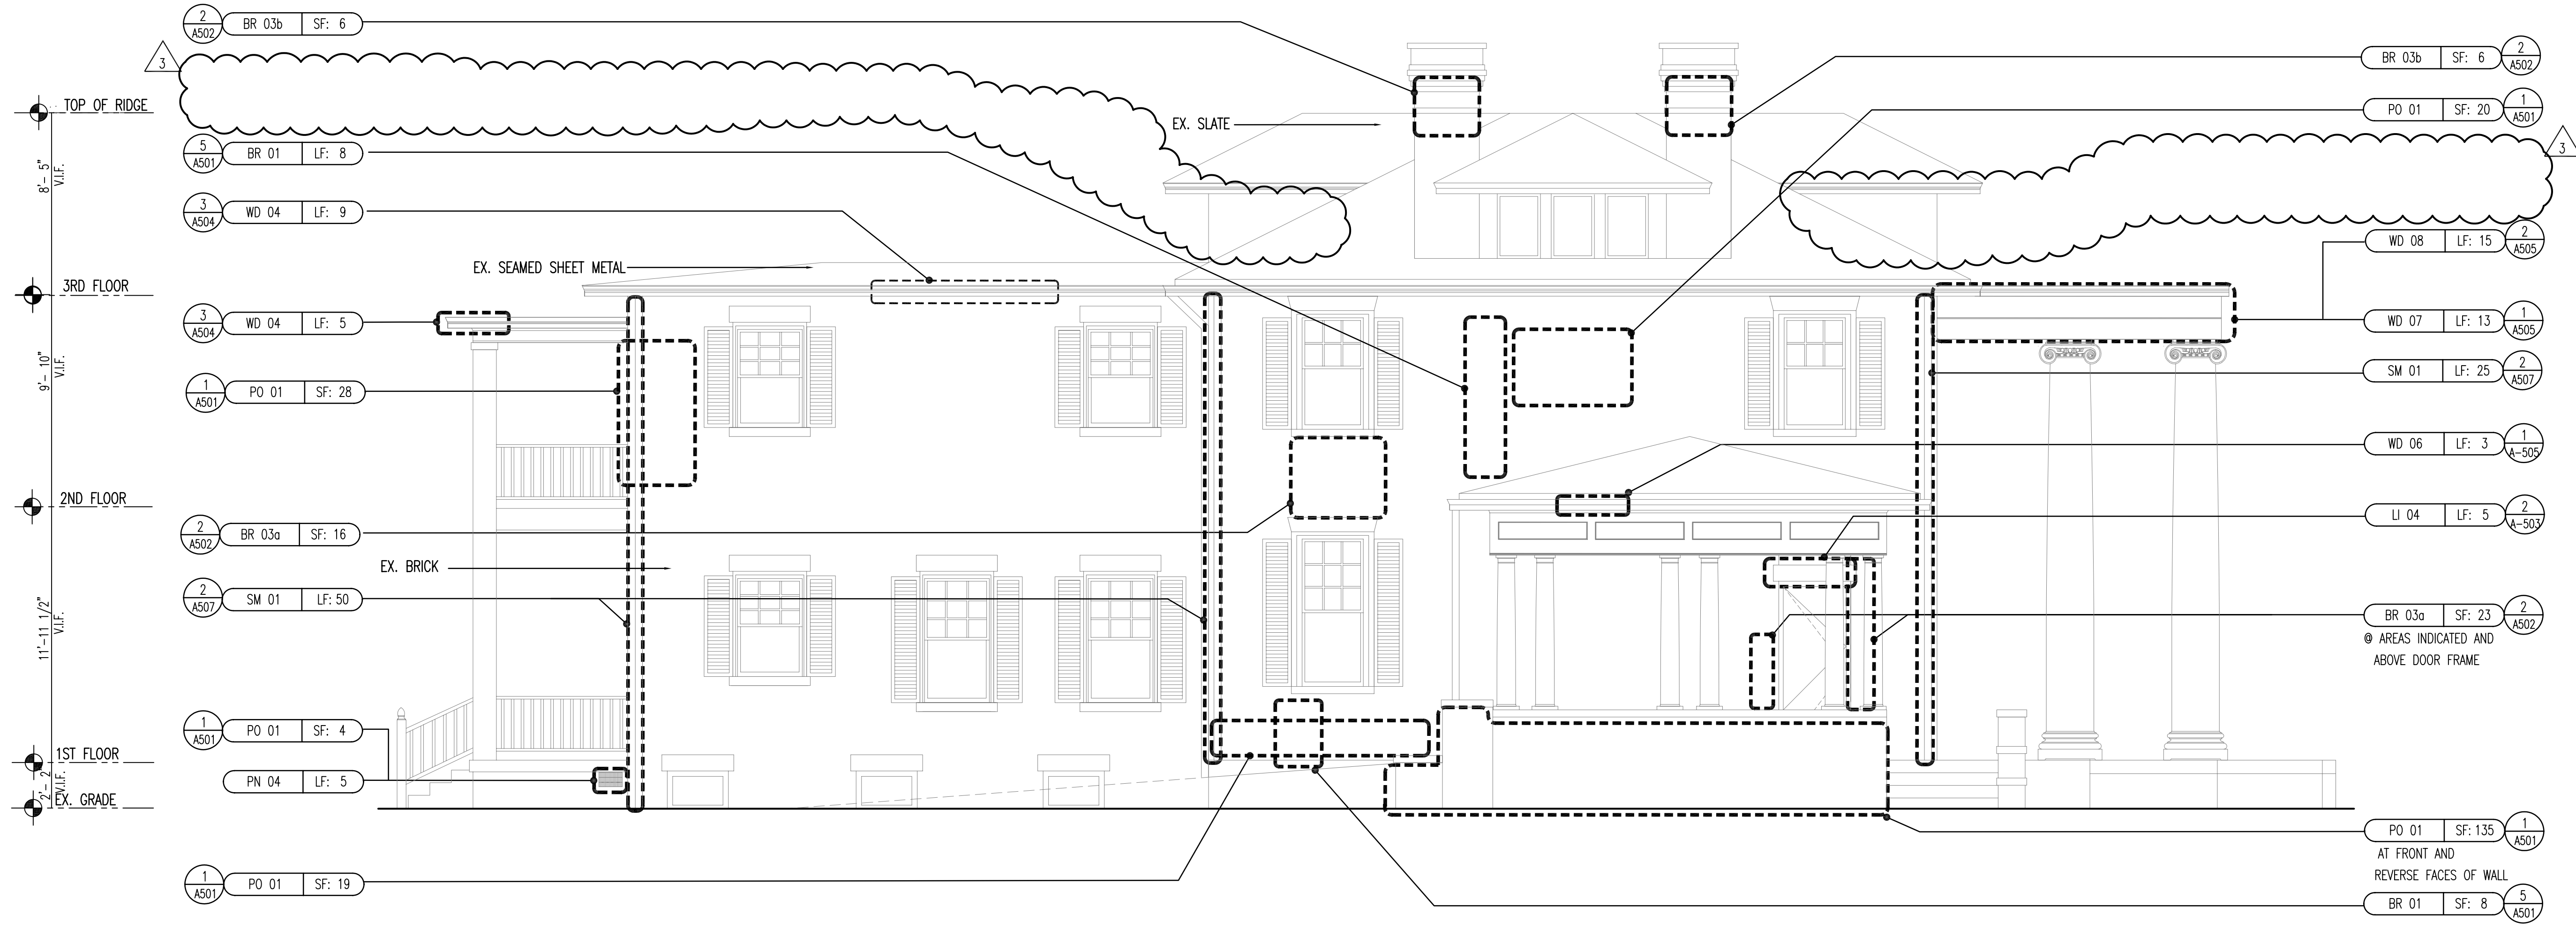 2
A502
BR 03b SF: 6
3
TOP OF RIDGE
8'- 5"
V.I.F.
5
A501
BR 01 LF: 8
3
A504
WD 04 LF: 9
EX. SEAMED SHEET METAL
EX. SLATE
3RD FLOOR
3
A504
WD 04 LF: 5
9'- 10"
V.I.F.
1
A501
PO 01 SF: 28
2ND FLOOR
2
A502
BR 03a SF: 16
EX. BRICK
2
A507
SM 01 LF: 50
11'-11 1/2"
V.I.F.
1
A501
PO 01 SF: 4
1ST FLOOR
PN 04 LF: 5
2'- 2"
V.I.F.
EX. GRADE
1
A501
PO 01 SF: 19
BR 03b SF: 6
2
A502
PO 01 SF: 20
1
A501
3
WD 08 LF: 15
2
A505
WD 07 LF: 13
1
A505
SM 01 LF: 25
2
A507
WD 06 LF: 3
1
A-505
LI 04 LF: 5
2
A-503
BR 03a SF: 23
2
A502
@ AREAS INDICATED AND
ABOVE DOOR FRAME
PO 01 SF: 135
1
A501
AT FRONT AND
REVERSE FACES OF WALL
BR 01 SF: 8
5
A501